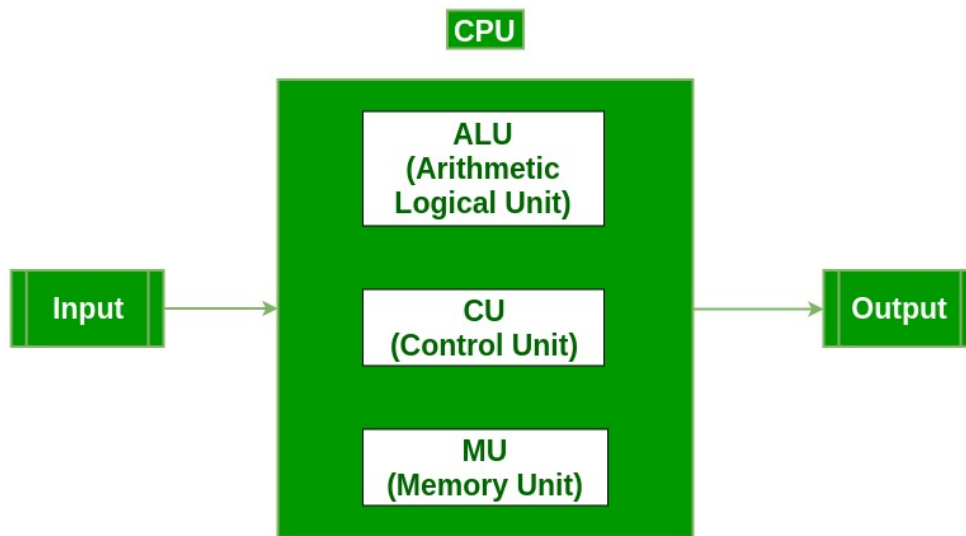 CPU
ALU
(Arithmetic
Logical Unit)
Input
CU
(Control Unit)
Output
MU
(Memory Unit)